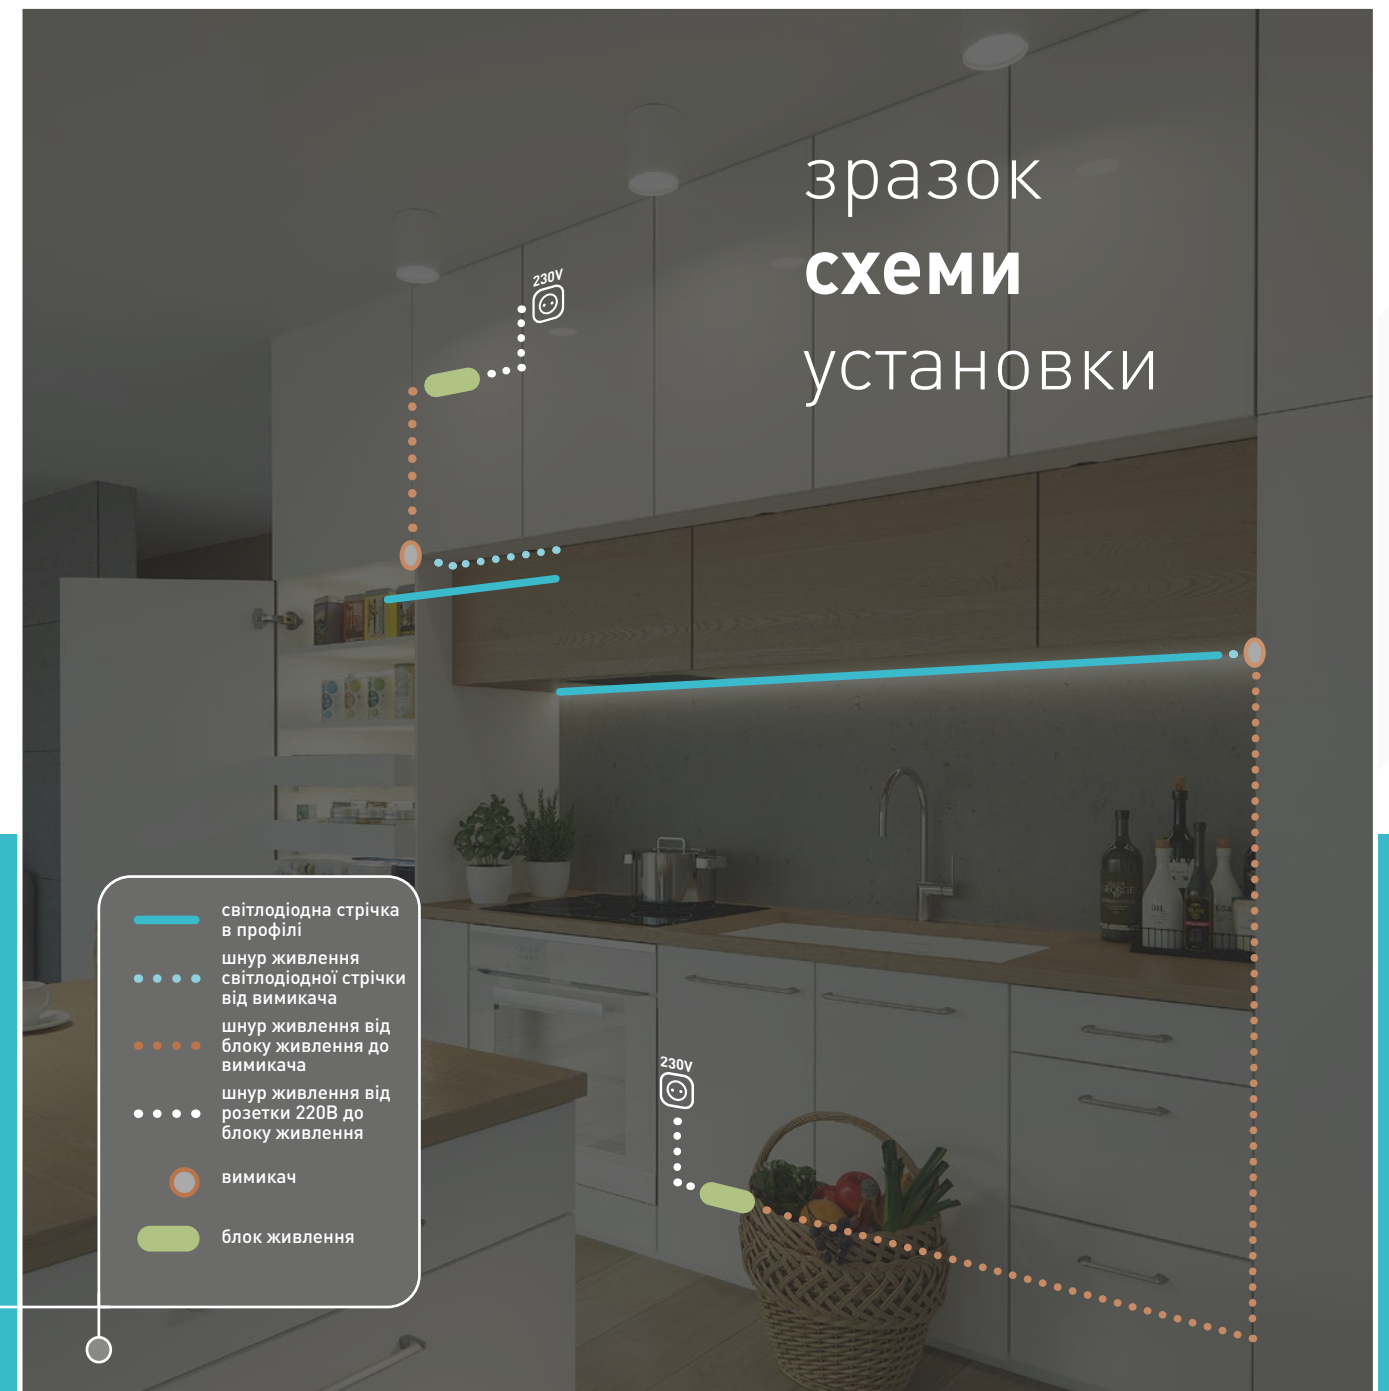 зразок
схеми
установки
230V
світлодіодна стрічка
в профілі
шнур живлення
світлодіодної стрічки
від вимикача
шнур живлення від
блоку живлення до
вимикача
шнур живлення від
розетки 220В до
блоку живлення
вимикач
блок живлення
230V
OIL